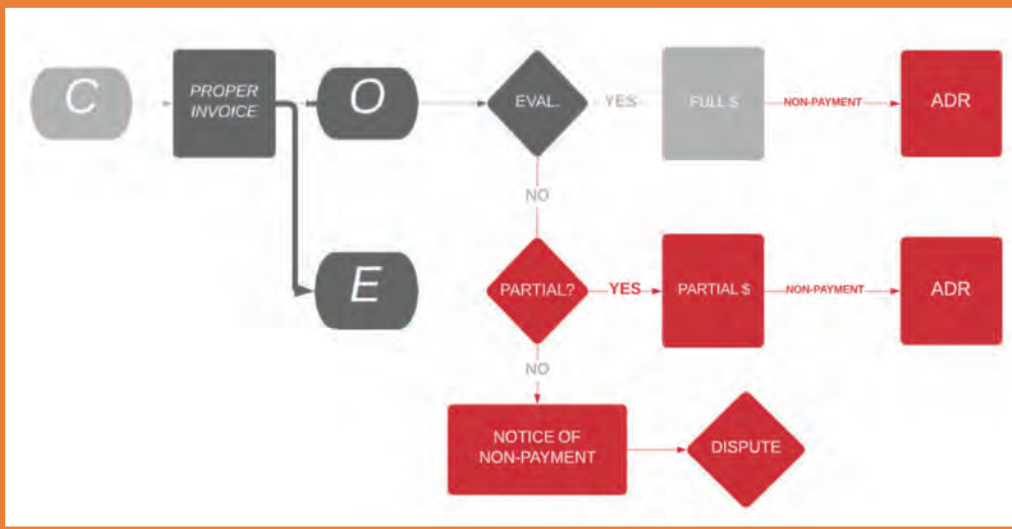 C
PROPER
INVOICE
O
EVAL.
YES
FULL $
NON-PAYMENT
ADR
NO
E
PARTIAL?
YES
PARTIAL $
NON-PAYMENT
ADR
NO
NOTICE OF
NON-PAYMENT
DISPUTE